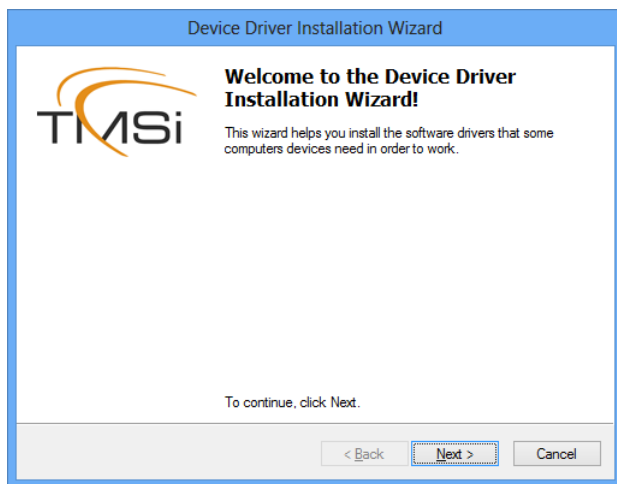 Device Driver Installation Wizard
TMSi
Welcome to the Device Driver
Installation Wizard!
This wizard helps you install the software drivers that some
computers devices need in order to work.
To continue, click Next.
< Back
Next >
Cancel